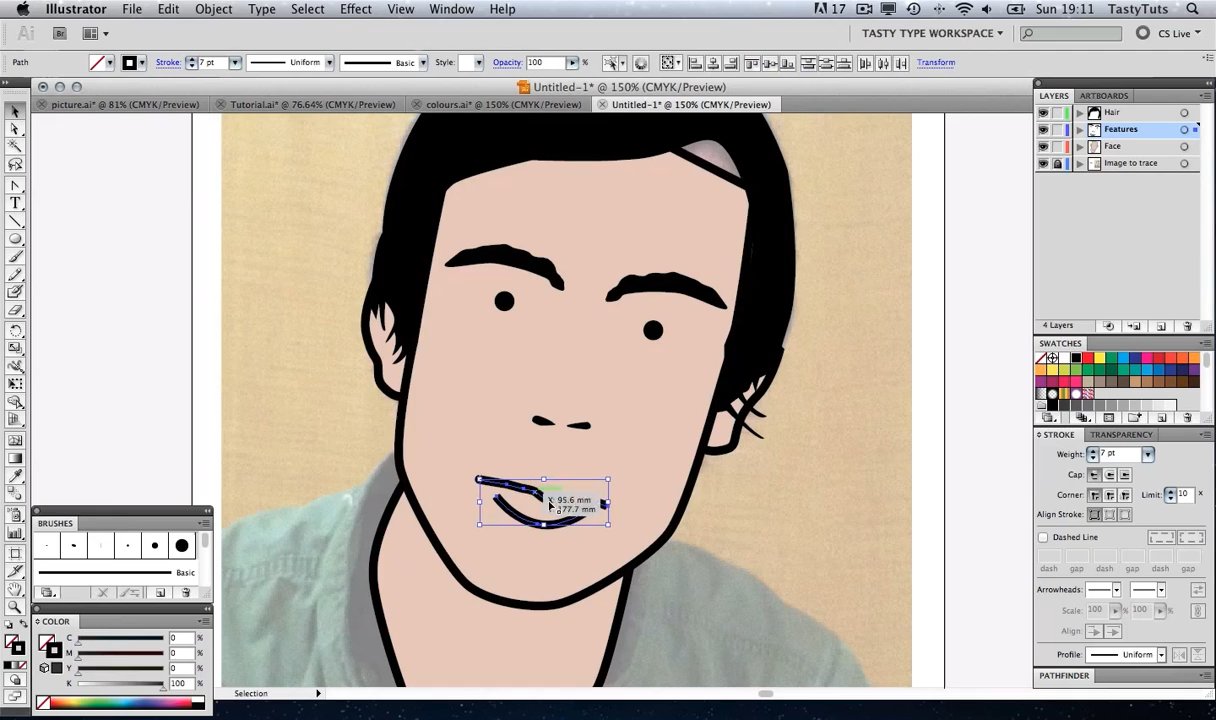 Illustrator File Edit Object Type Select Effect View Window Help 17 Sun 19:11 TastyTuts
Ai Br TASTY TYPE WORKSPACE CS Live
Path Stroke: 7 pt Uniform Basic Style: Opacity: 100 % Transform
Untitled-1* @ 150% (CMYK/Preview)
picture.ai* @ 81% (CMYK/Preview) Tutorial.ai* @ 76.64% (CMYK/Preview) colours.ai* @ 150% (CMYK/Preview) Untitled-1* @ 150% (CMYK/Preview)
LAYERS ARTBOARDS
Hair
Features
Face
Image to trace
4 Layers
SWATCHES
STROKE TRANSPARENCY
Weight: 7 pt
Cap:
Corner: Limit: 10 x
Align Stroke:
Dashed Line
dash gap dash gap dash gap
Arrowheads:
Scale: 100 % 100 %
Align:
Profile: Uniform
PATHFINDER
X: 95.6 mm
177.7 mm
BRUSHES
Basic
COLOR
C 0 %
M 0 %
Y 0 %
K 100 %
Selection